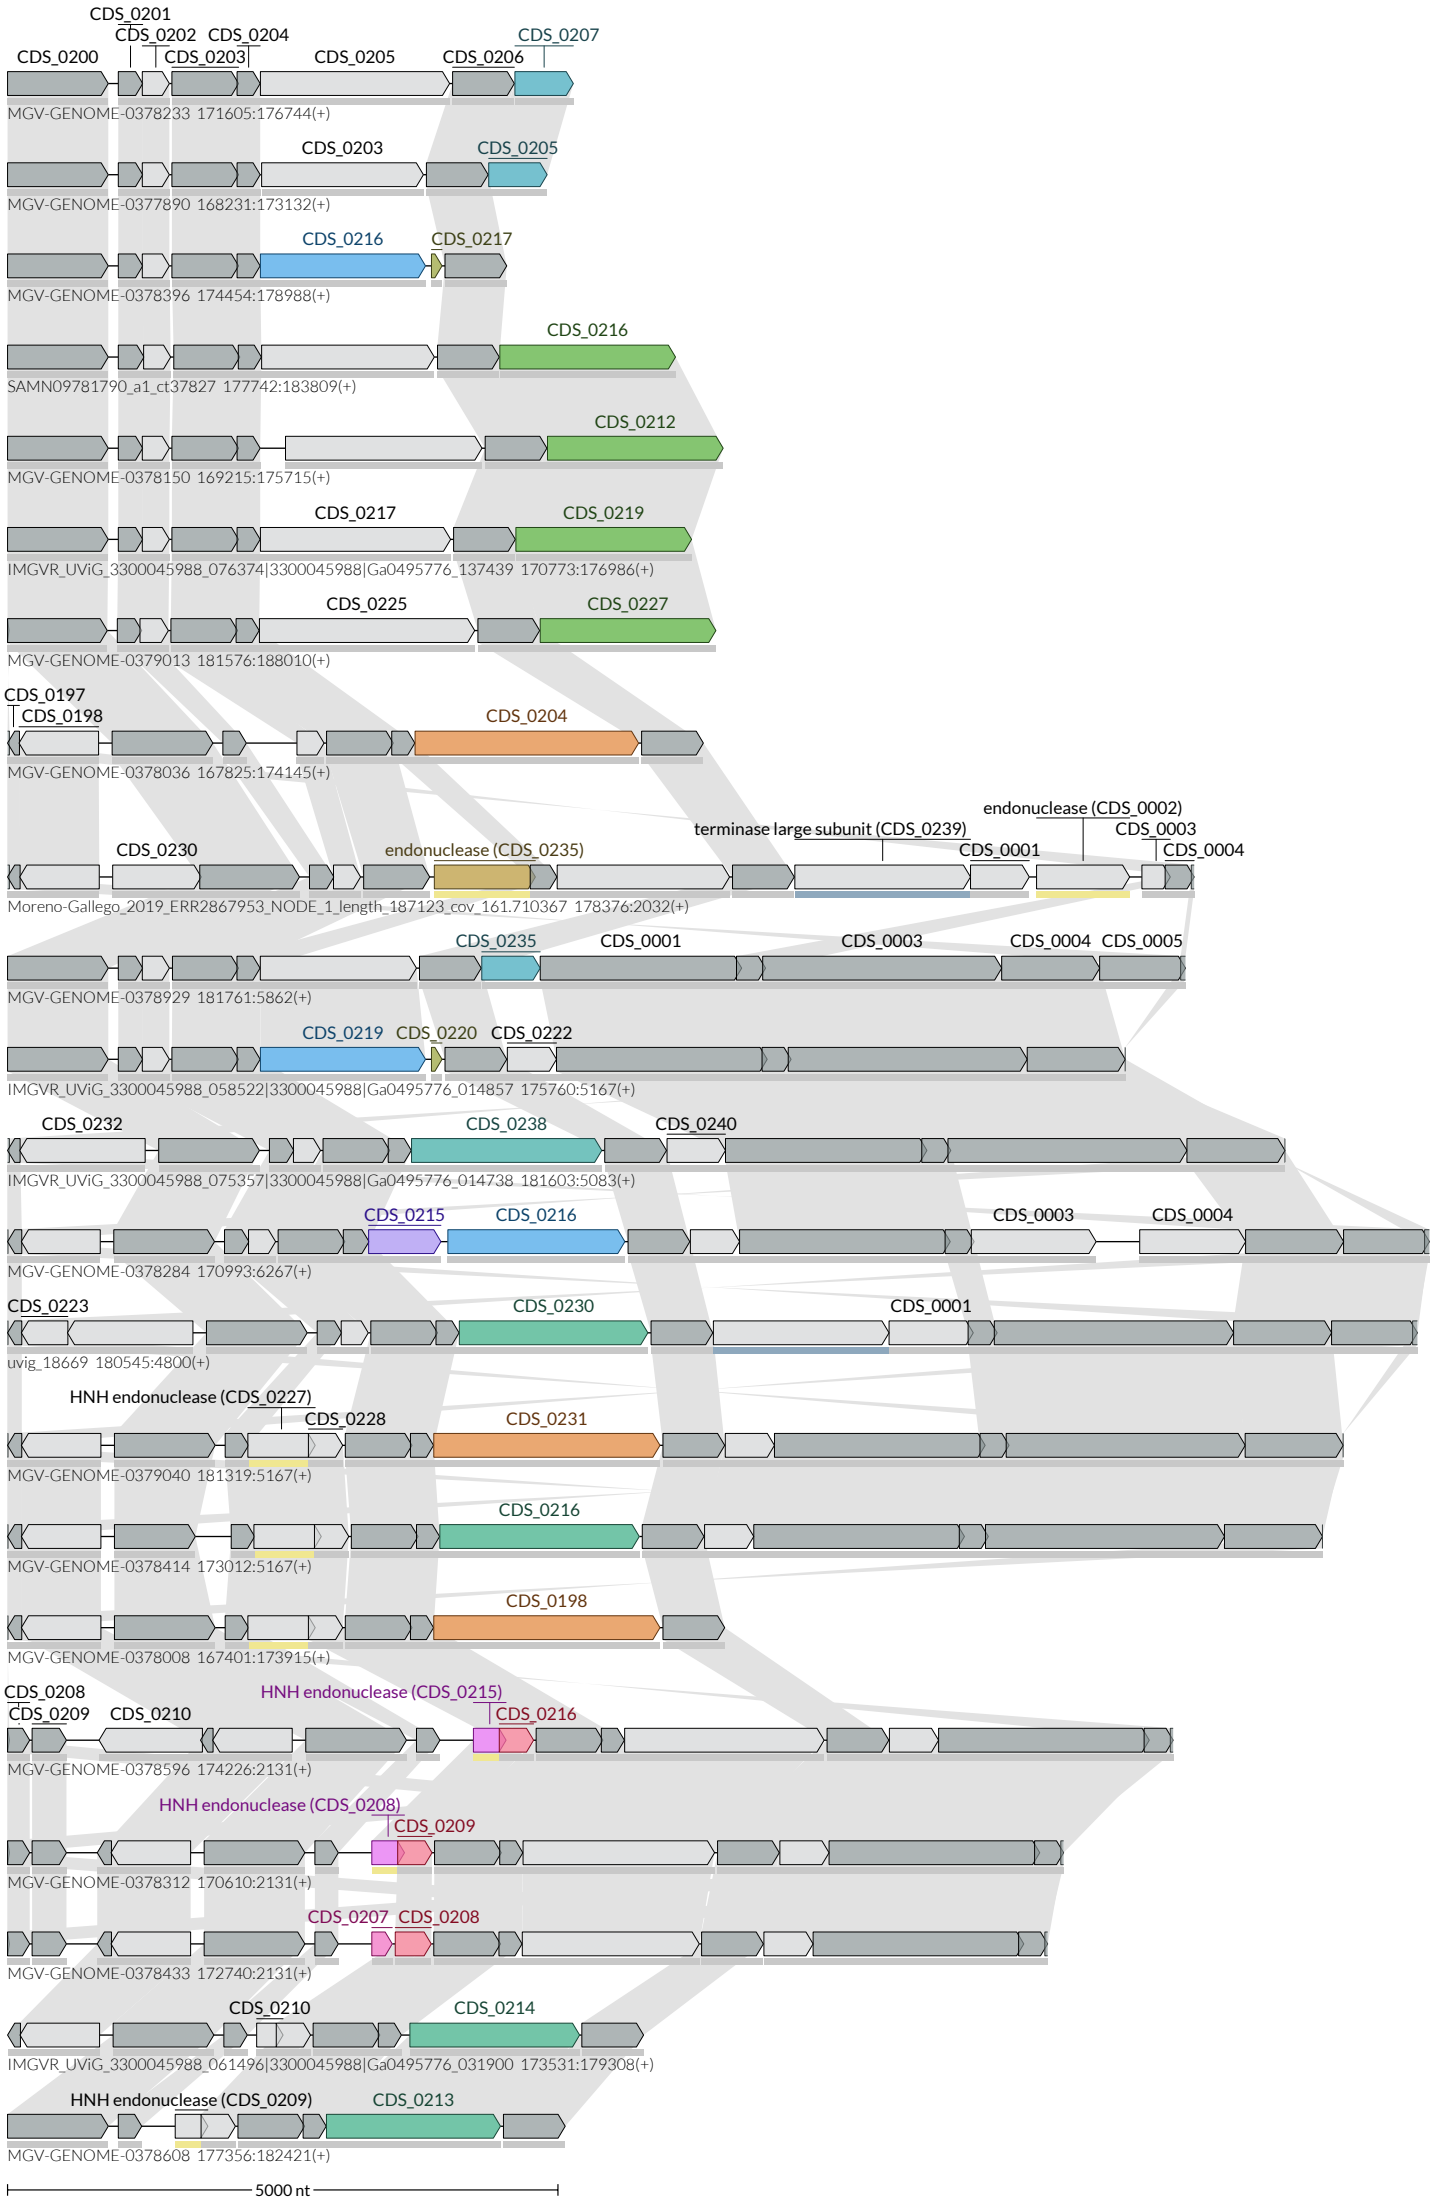 CDS_0201
CDS_0202 CDS_0204 CDS_0207
CDS_0200 CDS_0203 CDS_0205 CDS_0206
MGV-GENOME-0378233 171605:176744(+)
CDS_0203 CDS_0205
MGV-GENOME-0377890 168231:173132(+)
CDS_0216 CDS_0217
MGV-GENOME-0378396 174454:178988(+)
CDS_0216
SAMN09781790_a1_ct37827 177742:183809(+)
CDS_0212
MGV-GENOME-0378150 169215:175715(+)
CDS_0217 CDS_0219
IMGVR_UViG_3300045988_076374|3300045988|Ga0495776_137439 170773:176986(+)
CDS_0225 CDS_0227
MGV-GENOME-0379013 181576:188010(+)
CDS_0197
CDS_0198 CDS_0204
MGV-GENOME-0378036 167825:174145(+)
endonuclease (CDS_0002)
terminase large subunit (CDS_0239) CDS_0003
CDS_0230 endonuclease (CDS_0235) CDS_0001 CDS_0004
Moreno-Gallego_2019_ERR2867953_NODE_1_length_187123_cov_161.710367 178376:2032(+)
CDS_0235 CDS_0001 CDS_0003 CDS_0004 CDS_0005
MGV-GENOME-0378929 181761:5862(+)
CDS_0219 CDS_0220 CDS_0222
IMGVR_UViG_3300045988_058522|3300045988|Ga0495776_014857 175760:5167(+)
CDS_0232 CDS_0238 CDS_0240
IMGVR_UViG_3300045988_075357|3300045988|Ga0495776_014738 181603:5083(+)
CDS_0215 CDS_0216 CDS_0003 CDS_0004
MGV-GENOME-0378284 170993:6267(+)
CDS_0223 CDS_0230 CDS_0001
uvig_18669 180545:4800(+)
HNH endonuclease (CDS_0227)
CDS_0228 CDS_0231
MGV-GENOME-0379040 181319:5167(+)
CDS_0216
MGV-GENOME-0378414 173012:5167(+)
CDS_0198
MGV-GENOME-0378008 167401:173915(+)
CDS_0208 HNH endonuclease (CDS_0215)
CDS_0209 CDS_0210 CDS_0216
MGV-GENOME-0378596 174226:2131(+)
HNH endonuclease (CDS_0208)
CDS_0209
MGV-GENOME-0378312 170610:2131(+)
CDS_0207 CDS_0208
MGV-GENOME-0378433 172740:2131(+)
CDS_0210 CDS_0214
IMGVR_UViG_3300045988_061496|3300045988|Ga0495776_031900 173531:179308(+)
HNH endonuclease (CDS_0209) CDS_0213
MGV-GENOME-0378608 177356:182421(+)
5000 nt